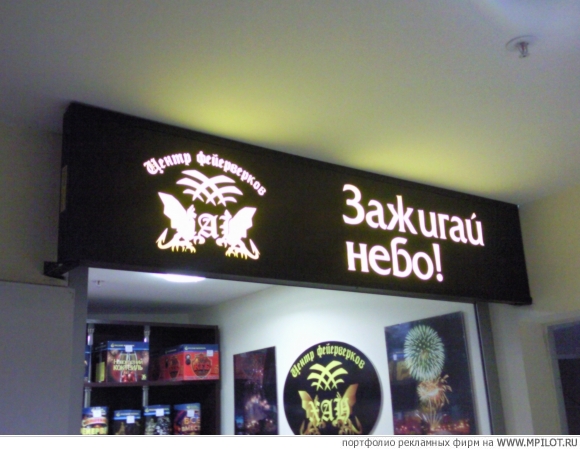 Центр фейерверков
ХАН
Зажигай
небо!
Центр фейерверков
ХАН
портфолио рекламных фирм на WWW.MPILOT.RU